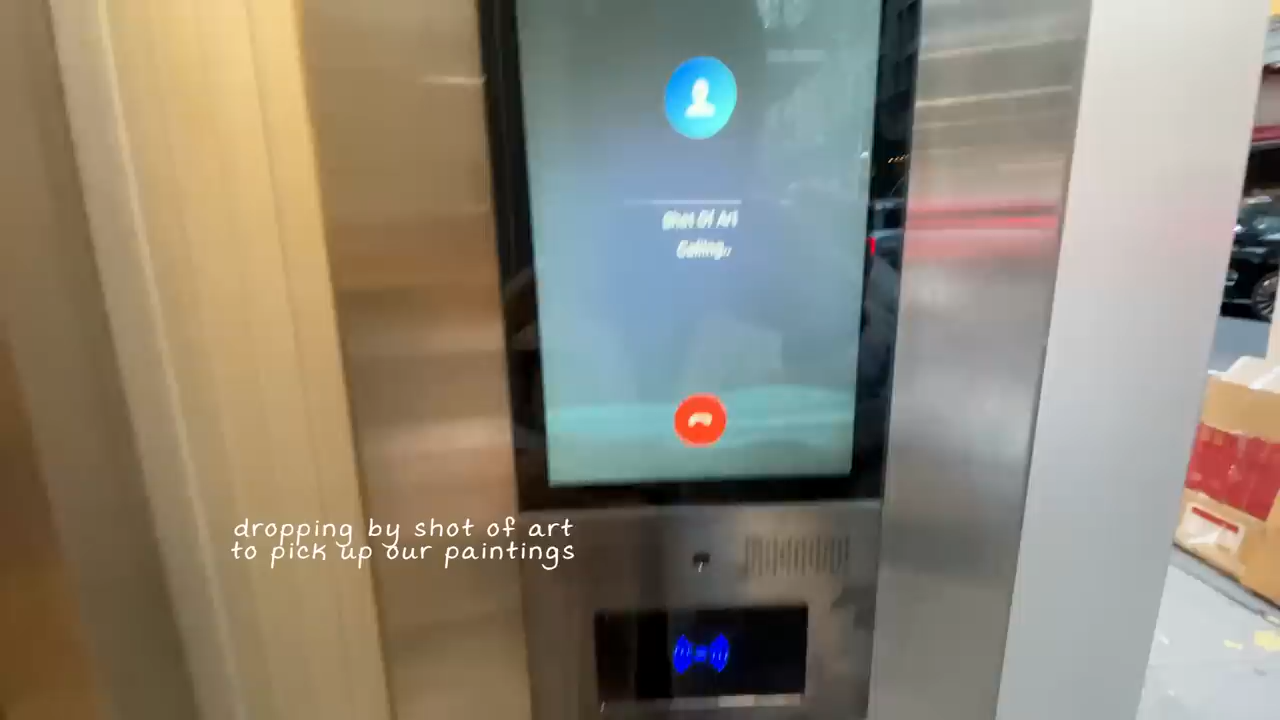 Shot Of Art
Calling..
dropping by shot of art
to pick up our paintings